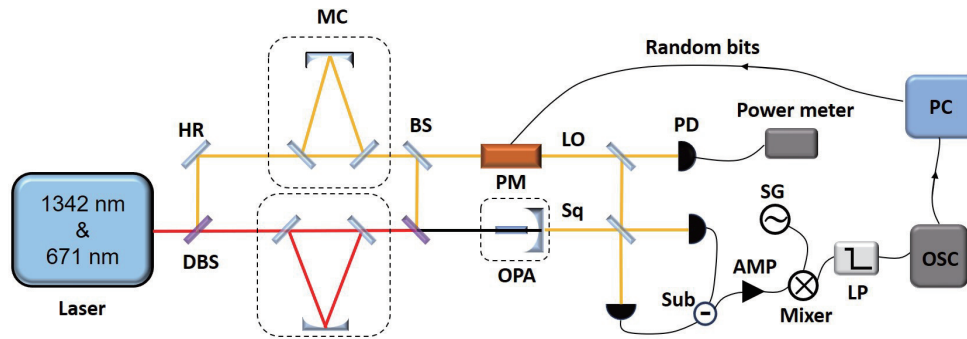 MC
Random bits
PC
Power meter
HR
BS
LO
PD
PM
SG
1342 nm
&
671 nm
Sq
DBS
OPA
AMP
OSC
Laser
Sub
Mixer
LP